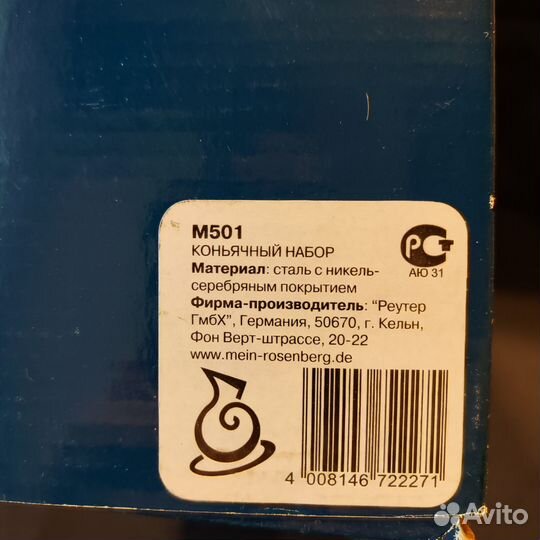 M501
КОНЬЯЧНЫЙ НАБОР
Материал: сталь с никель-
серебряным покрытием
Фирма-производитель: "Реутер
ГмбХ", Германия, 50670, г. Кельн,
Фон Верт-штрассе, 20-22
www.mein-rosenberg.de
РСТ
АЮ 31
4 008146 722271
Avito